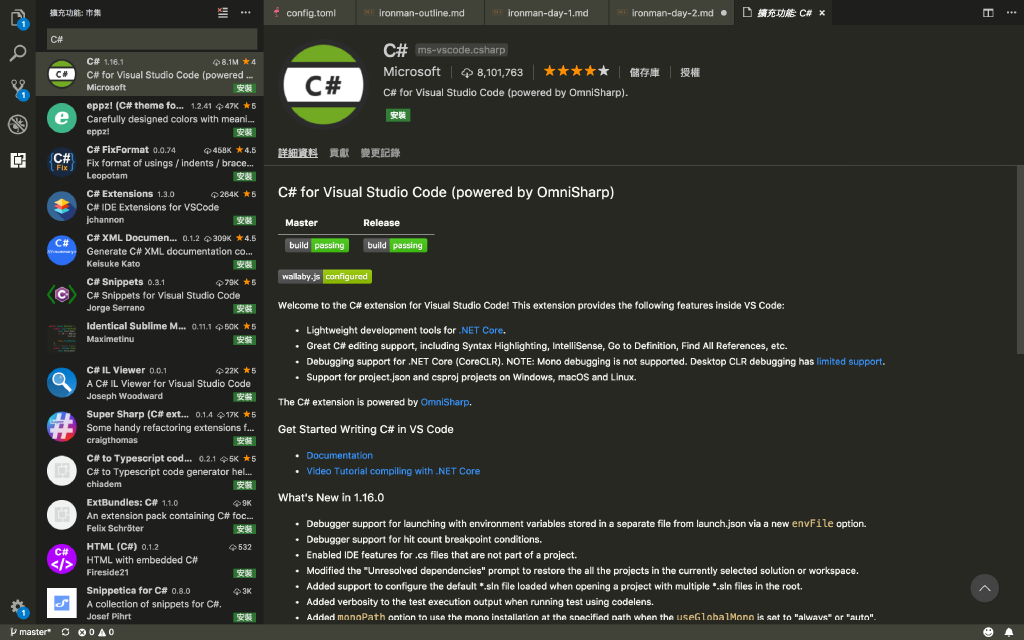 擴充功能: 市集
config.toml
ironman-outline.md
ironman-day-1.md
ironman-day-2.md
擴充功能: C#
C#
1
1
1
C# 1.16.1 8.1M 4
C# for Visual Studio Code (powered ...
Microsoft 安裝
eppz! (C# theme fo... 1.2.41 47K 5
Carefully designed colors with meani...
eppz! 安裝
C# FixFormat 0.0.74 458K 4.5
Fix format of usings / indents / brace...
Leopotam 安裝
C# Extensions 1.3.0 264K 5
C# IDE Extensions for VSCode
jchannon 安裝
C# XML Documen... 0.1.2 309K 4.5
Generate C# XML documentation co...
Keisuke Kato 安裝
C# Snippets 0.3.1 79K 5
C# Snippets for Visual Studio Code
Jorge Serrano 安裝
Identical Sublime M... 0.11.1 50K 5
Maximetinu 安裝
C# IL Viewer 0.0.1 22K 5
A C# IL Viewer for Visual Studio Code
Joseph Woodward 安裝
Super Sharp (C# ext... 0.1.4 17K 5
Some handy refactoring extensions f...
craigthomas 安裝
C# to Typescript cod... 0.2.1 5K 5
C# to Typescript code generator hel...
chiadem 安裝
ExtBundles: C# 1.1.0 9K
An extension pack containing C# foc...
Felix Schröter 安裝
HTML (C#) 0.1.2 532
HTML with embedded C#
Fireside21 安裝
Snippetica for C# 0.8.0 3K
A collection of snippets for C#.
Josef Pihrt 安裝
C#
C#
C#
Fix
C#
C#
C#
C# ms-vscode.csharp
Microsoft 8,101,763 儲存庫 授權
C# for Visual Studio Code (powered by OmniSharp).
安裝
詳細資料 貢獻 變更記錄
C# for Visual Studio Code (powered by OmniSharp)
Master Release
build passing build passing
wallaby.js configured
Welcome to the C# extension for Visual Studio Code! This extension provides the following features inside VS Code:
• Lightweight development tools for .NET Core.
• Great C# editing support, including Syntax Highlighting, IntelliSense, Go to Definition, Find All References, etc.
• Debugging support for .NET Core (CoreCLR). NOTE: Mono debugging is not supported. Desktop CLR debugging has limited support.
• Support for project.json and csproj projects on Windows, macOS and Linux.
The C# extension is powered by OmniSharp.
Get Started Writing C# in VS Code
• Documentation
• Video Tutorial compiling with .NET Core
What's New in 1.16.0
• Debugger support for launching with environment variables stored in a separate file from launch.json via a new envFile option.
• Debugger support for hit count breakpoint conditions.
• Enabled IDE features for .cs files that are not part of a project.
• Modified the "Unresolved dependencies" prompt to restore the all the projects in the currently selected solution or workspace.
• Added support to configure the default *.sln file loaded when opening a project with multiple *.sln files in the root.
• Added verbosity to the test execution output when running test using codelens.
• Added monoPath option to use the mono installation at the specified path when the useGlobalMono is set to "always" or "auto".
master* 0 0